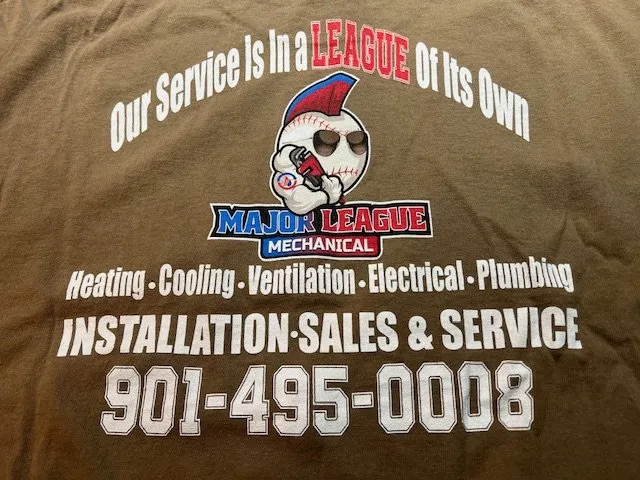 Our Service Is In a LEAGUE Of Its Own
MAJOR LEAGUE
MECHANICAL
Heating • Cooling • Ventilation • Electrical • Plumbing
INSTALLATION • SALES & SERVICE
901-495-0008